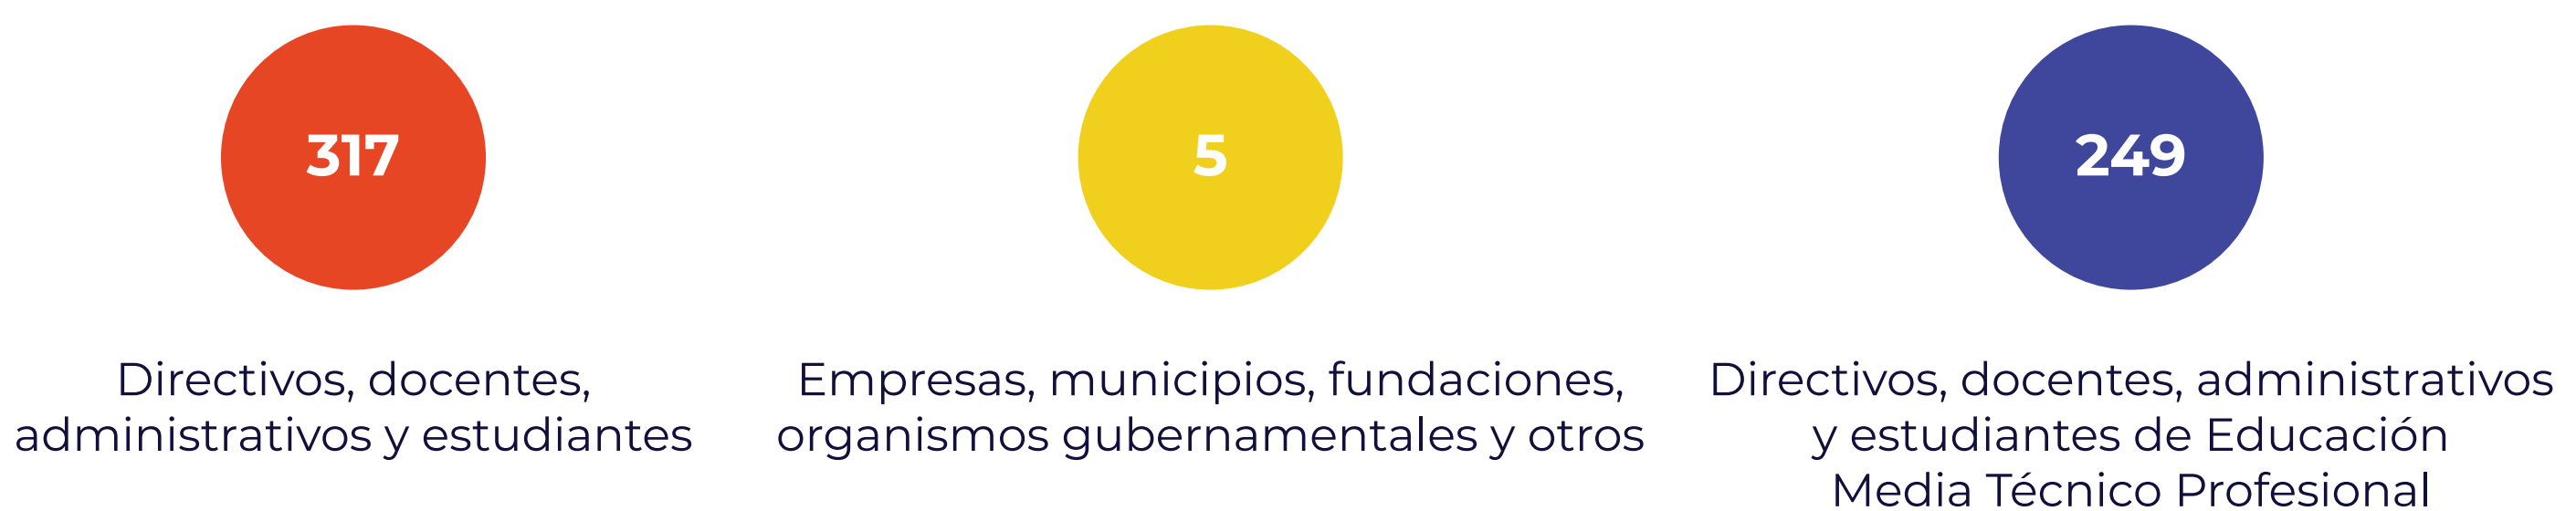 317
Directivos, docentes,
administrativos y estudiantes
5
Empresas, municipios, fundaciones,
organismos gubernamentales y otros
249
Directivos, docentes, administrativos
y estudiantes de Educación
Media Técnico Profesional